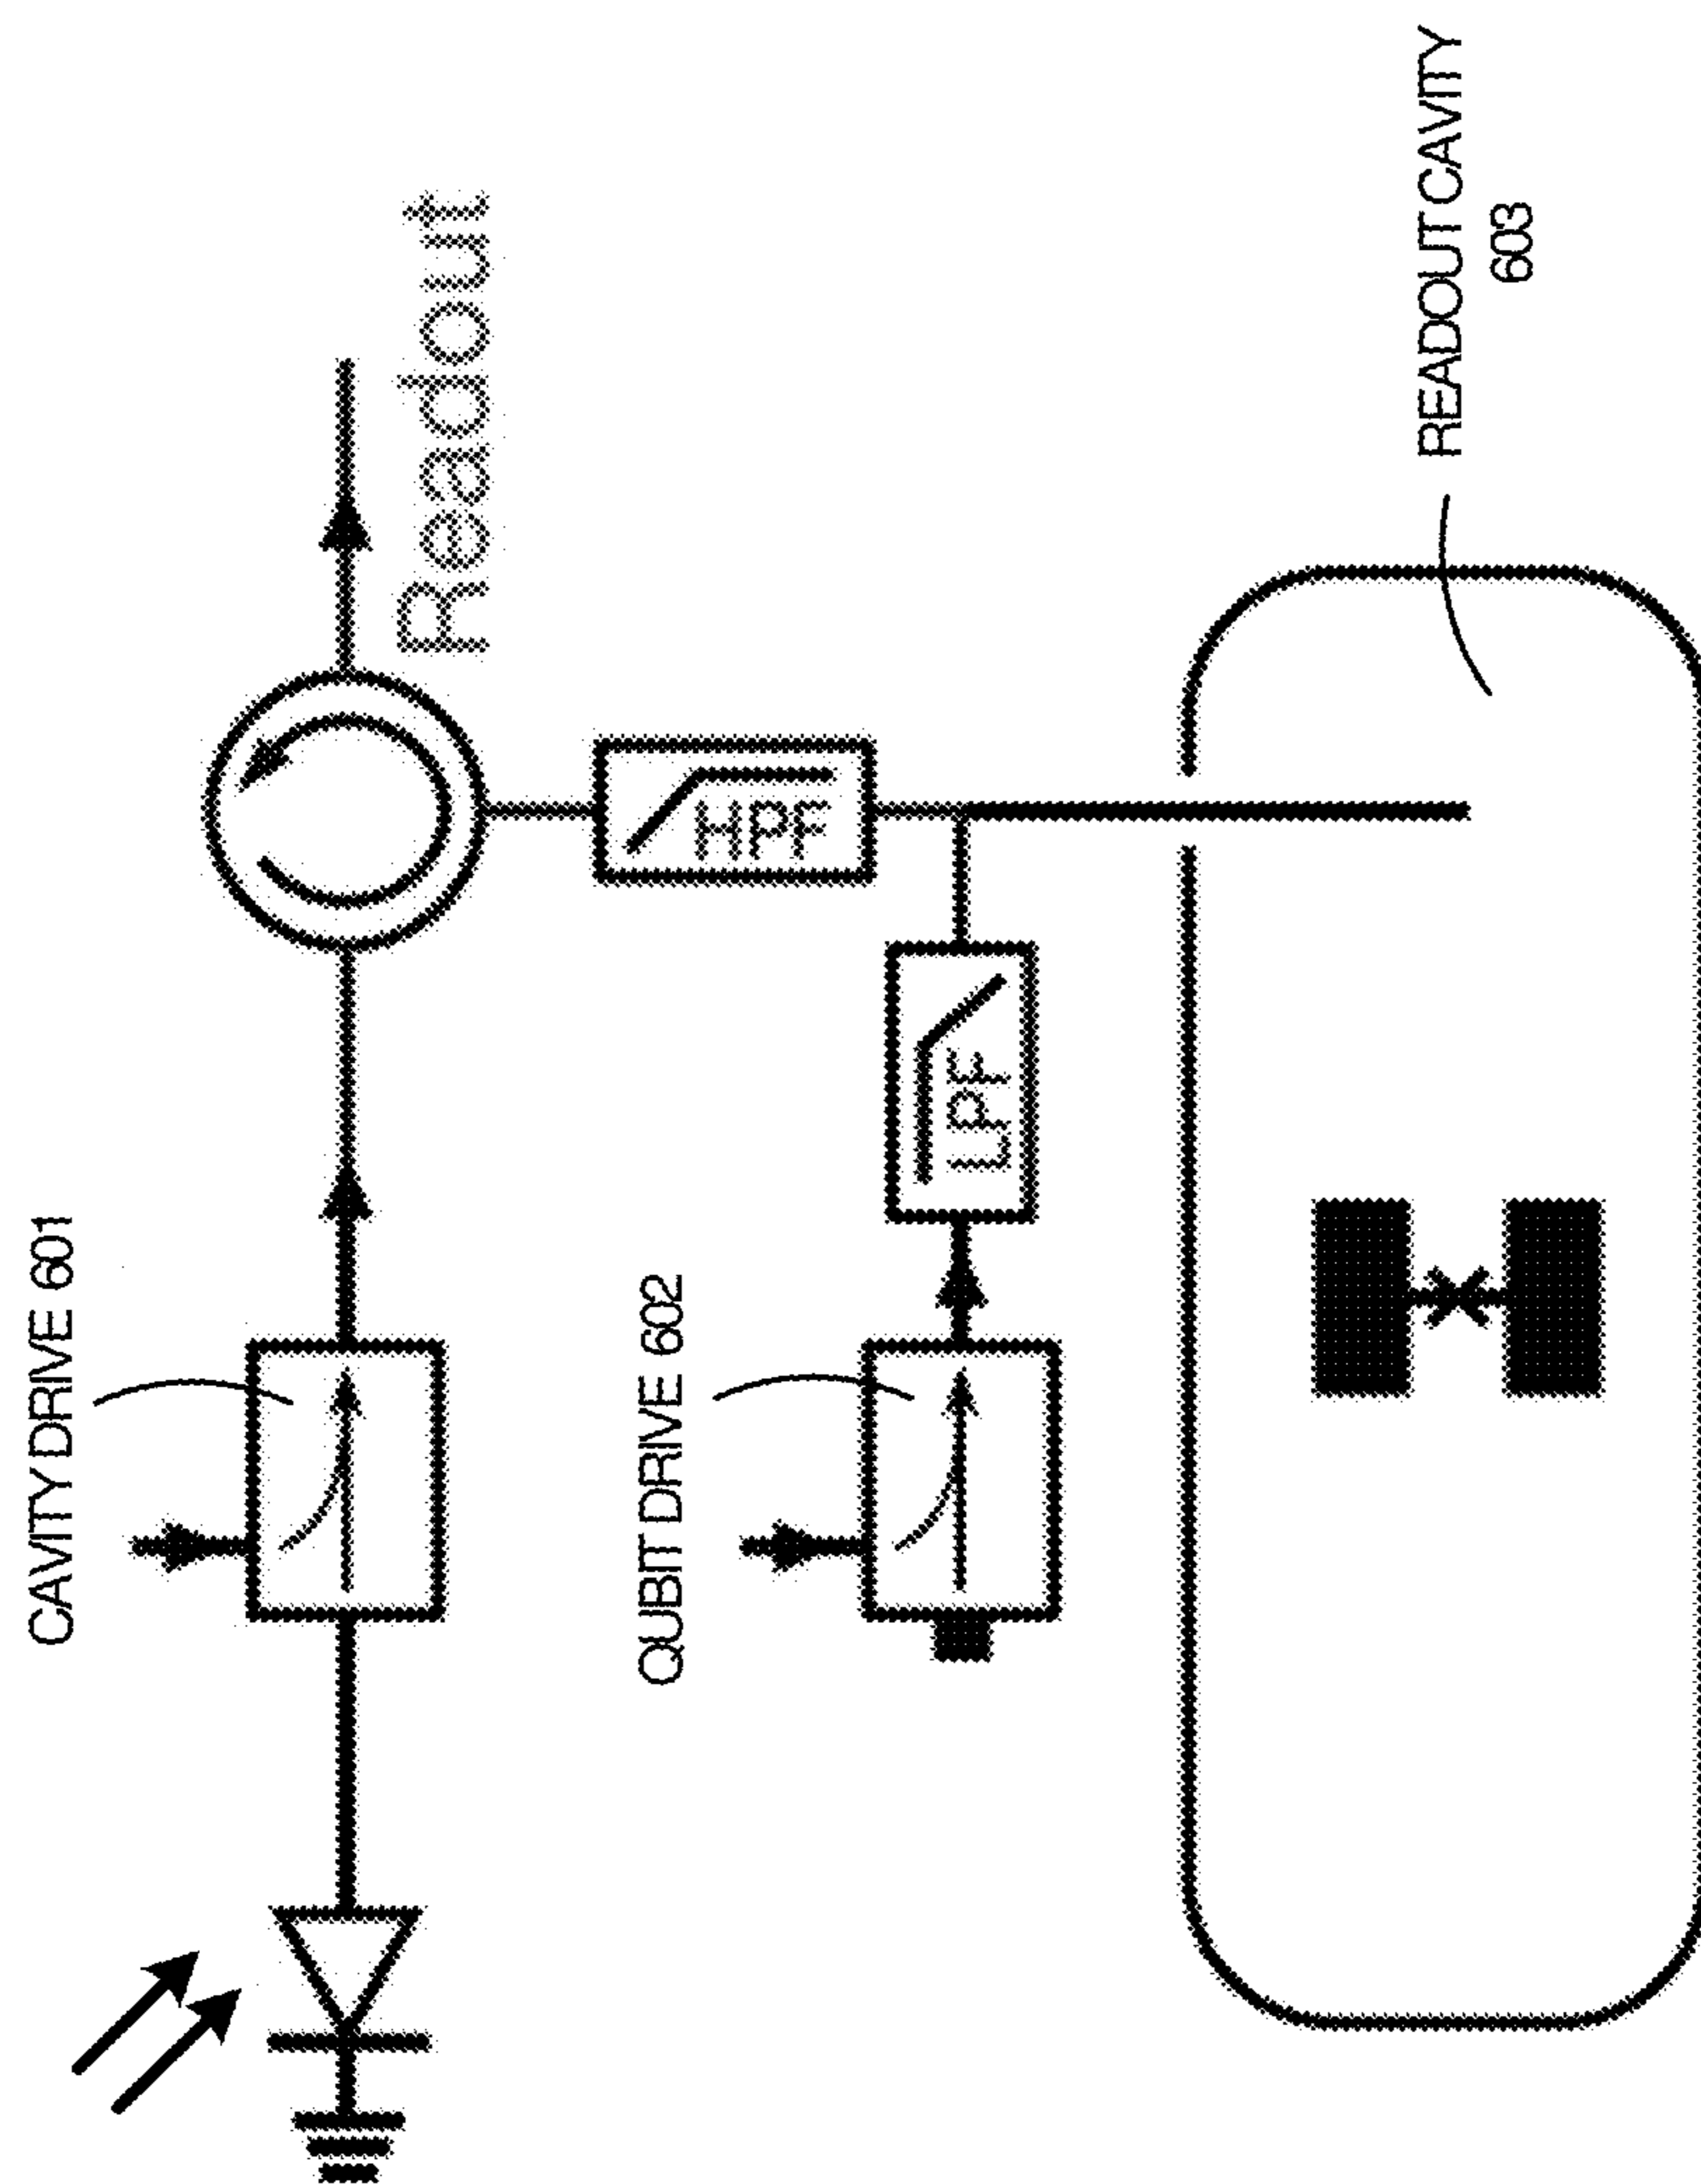 CAVITY DRIVE 601
Readout
HPF
QUBIT DRIVE 602
LPF
READOUT CAVITY
603